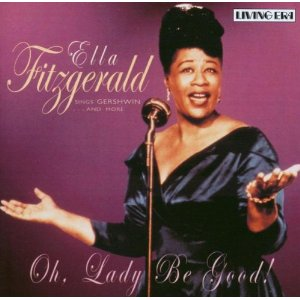 LIVING ERA
Ella
Fitzgerald
SINGS GERSHWIN
...AND MORE
Oh, Lady Be Good!